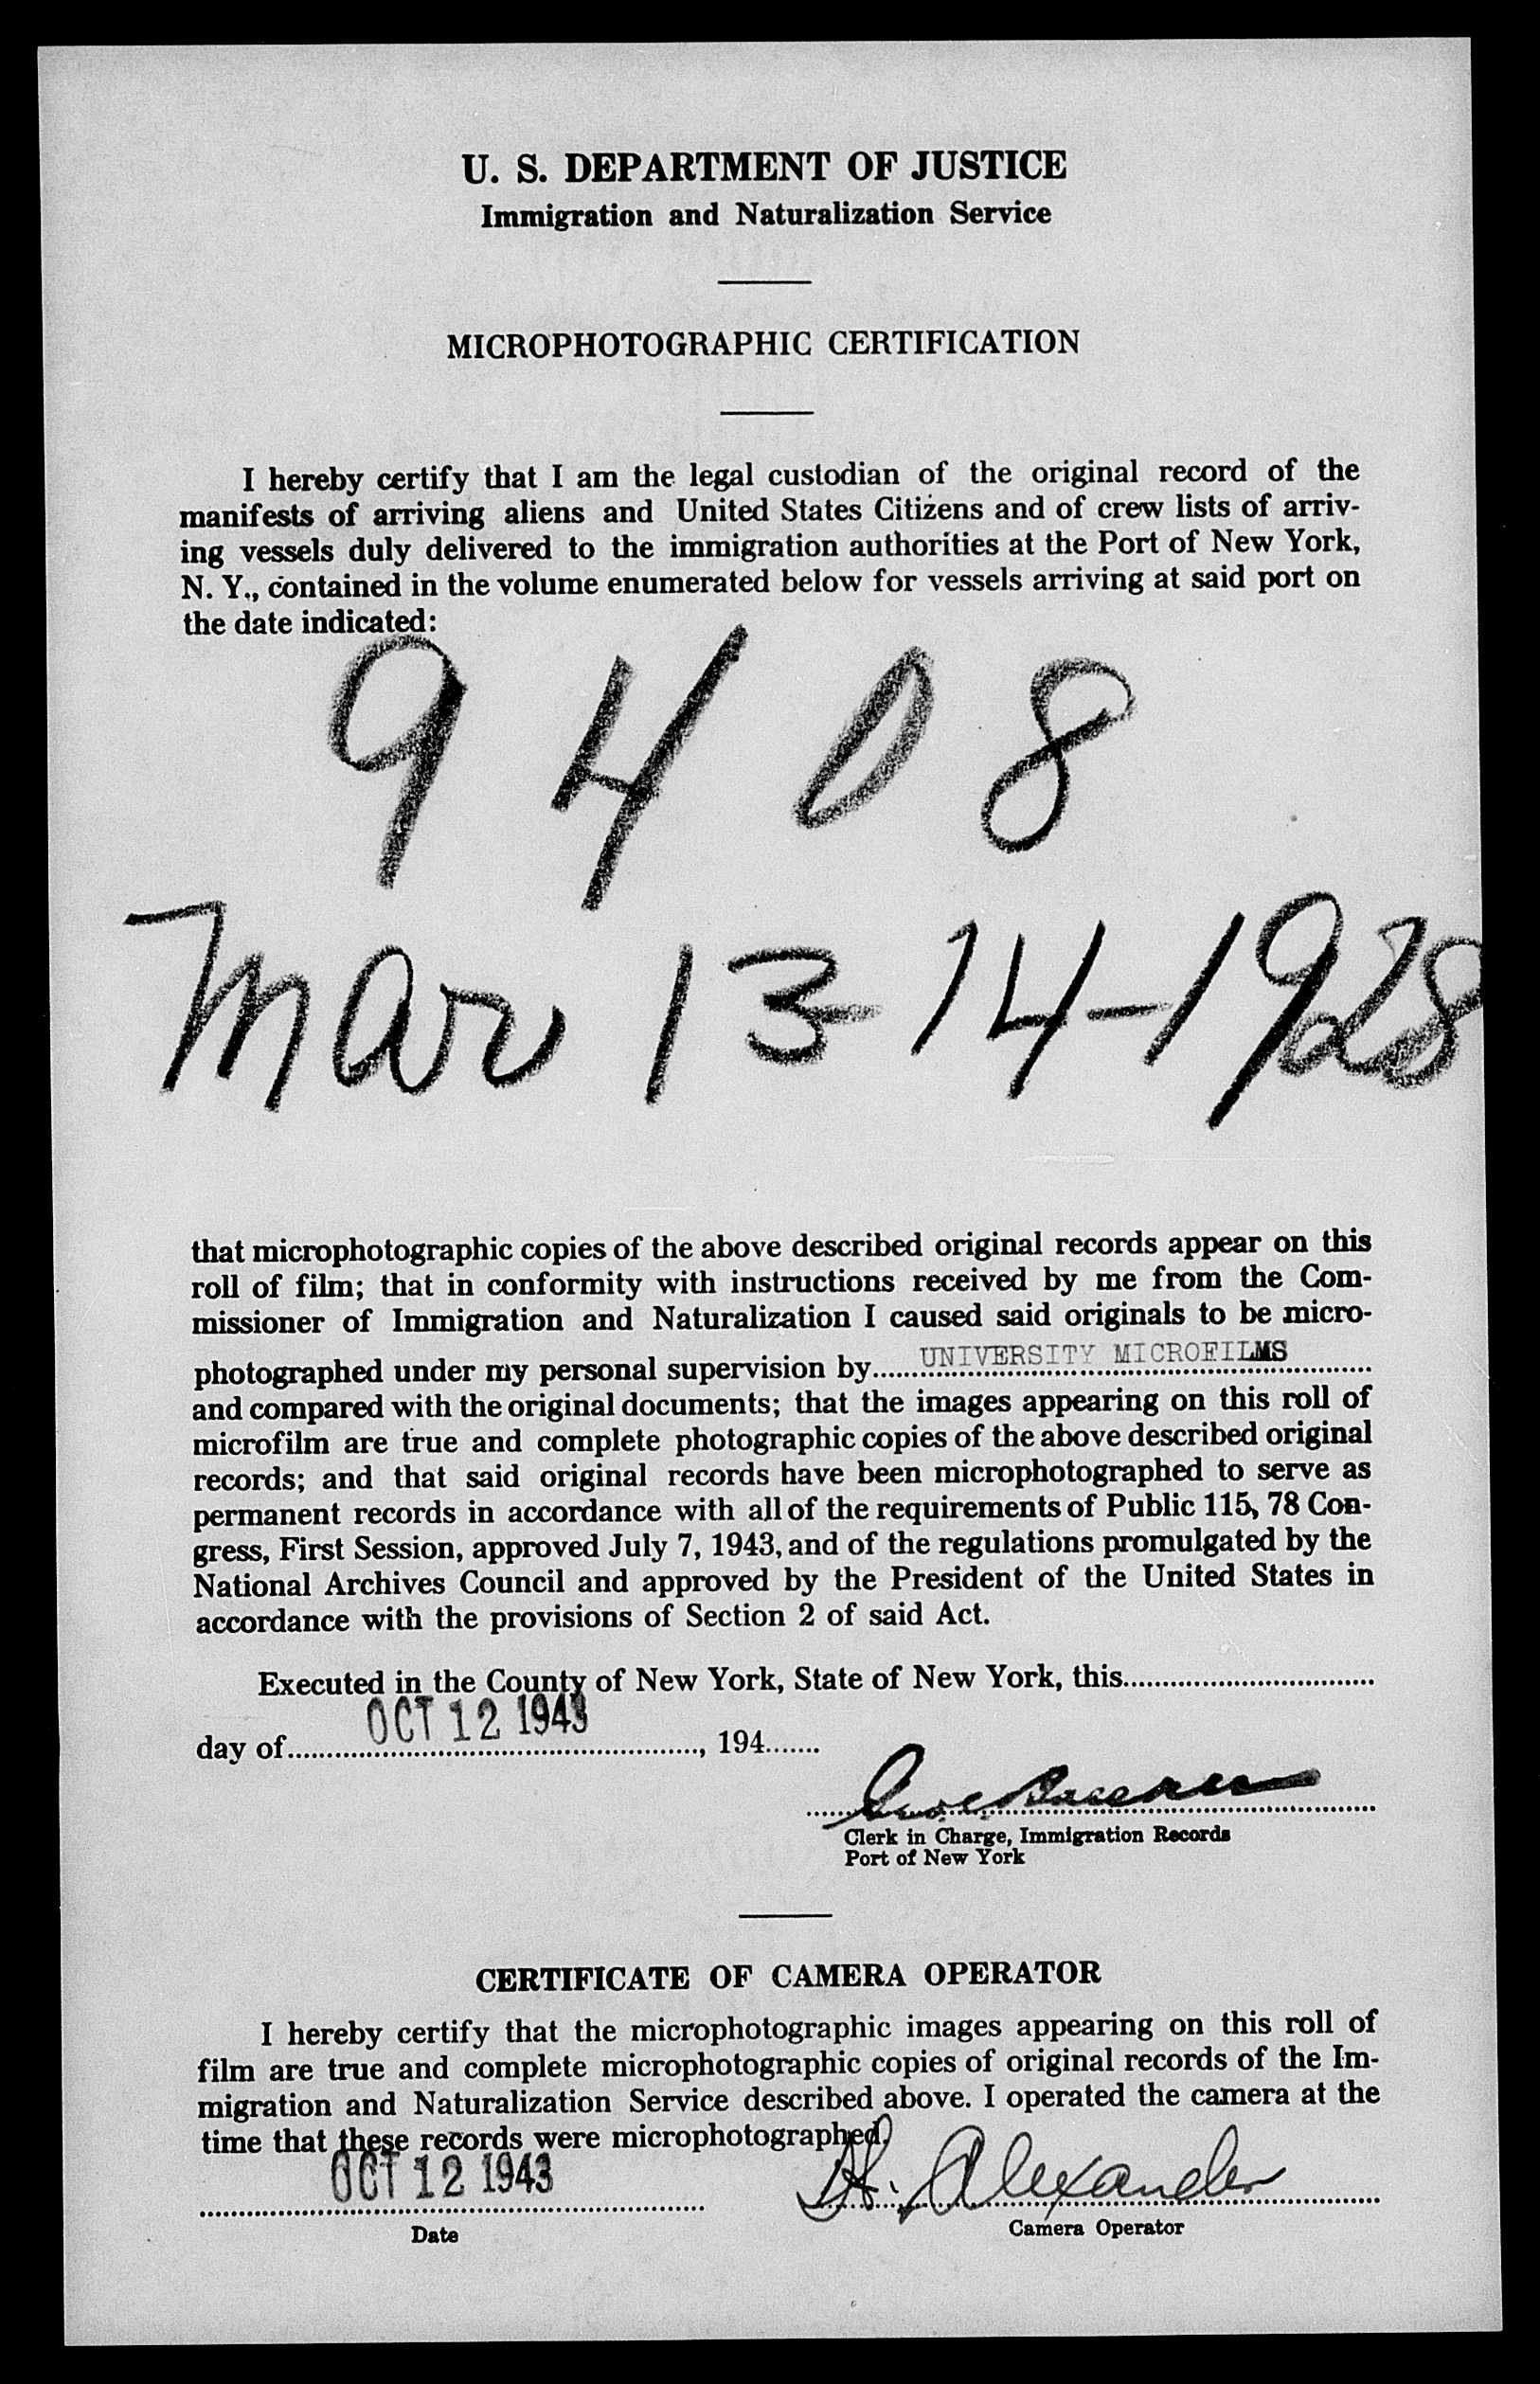 U. S. DEPARTMENT OF JUSTICE
Immigration and Naturalization Service
MICROPHOTOGRAPHIC CERTIFICATION
I hereby certify that I am the legal custodian of the original record of the
manifests of arriving aliens and United States Citizens and of crew lists of arriv-
ing vessels duly delivered to the immigration authorities at the Port of New York,
N. Y., contained in the volume enumerated below for vessels arriving at said port on
the date indicated:
9408
Mar 13-14-1928
that microphotographic copies of the above described original records appear on this
roll of film; that in conformity with instructions received by me from the Com-
missioner of Immigration and Naturalization I caused said originals to be micro-
photographed under my personal supervision by UNIVERSITY MICROFILMS
and compared with the original documents; that the images appearing on this roll of
microfilm are true and complete photographic copies of the above described original
records; and that said original records have been microphotographed to serve as
permanent records in accordance with all of the requirements of Public 115, 78 Con-
gress, First Session, approved July 7, 1943, and of the regulations promulgated by the
National Archives Council and approved by the President of the United States in
accordance with the provisions of Section 2 of said Act.
Executed in the County of New York, State of New York, this
day of OCT 12 1943, 194
Clerk in Charge, Immigration Records
Port of New York
CERTIFICATE OF CAMERA OPERATOR
I hereby certify that the microphotographic images appearing on this roll of
film are true and complete microphotographic copies of original records of the Im-
migration and Naturalization Service described above. I operated the camera at the
time that these records were microphotographed.
OCT 12 1943 Alexander
Date Camera Operator